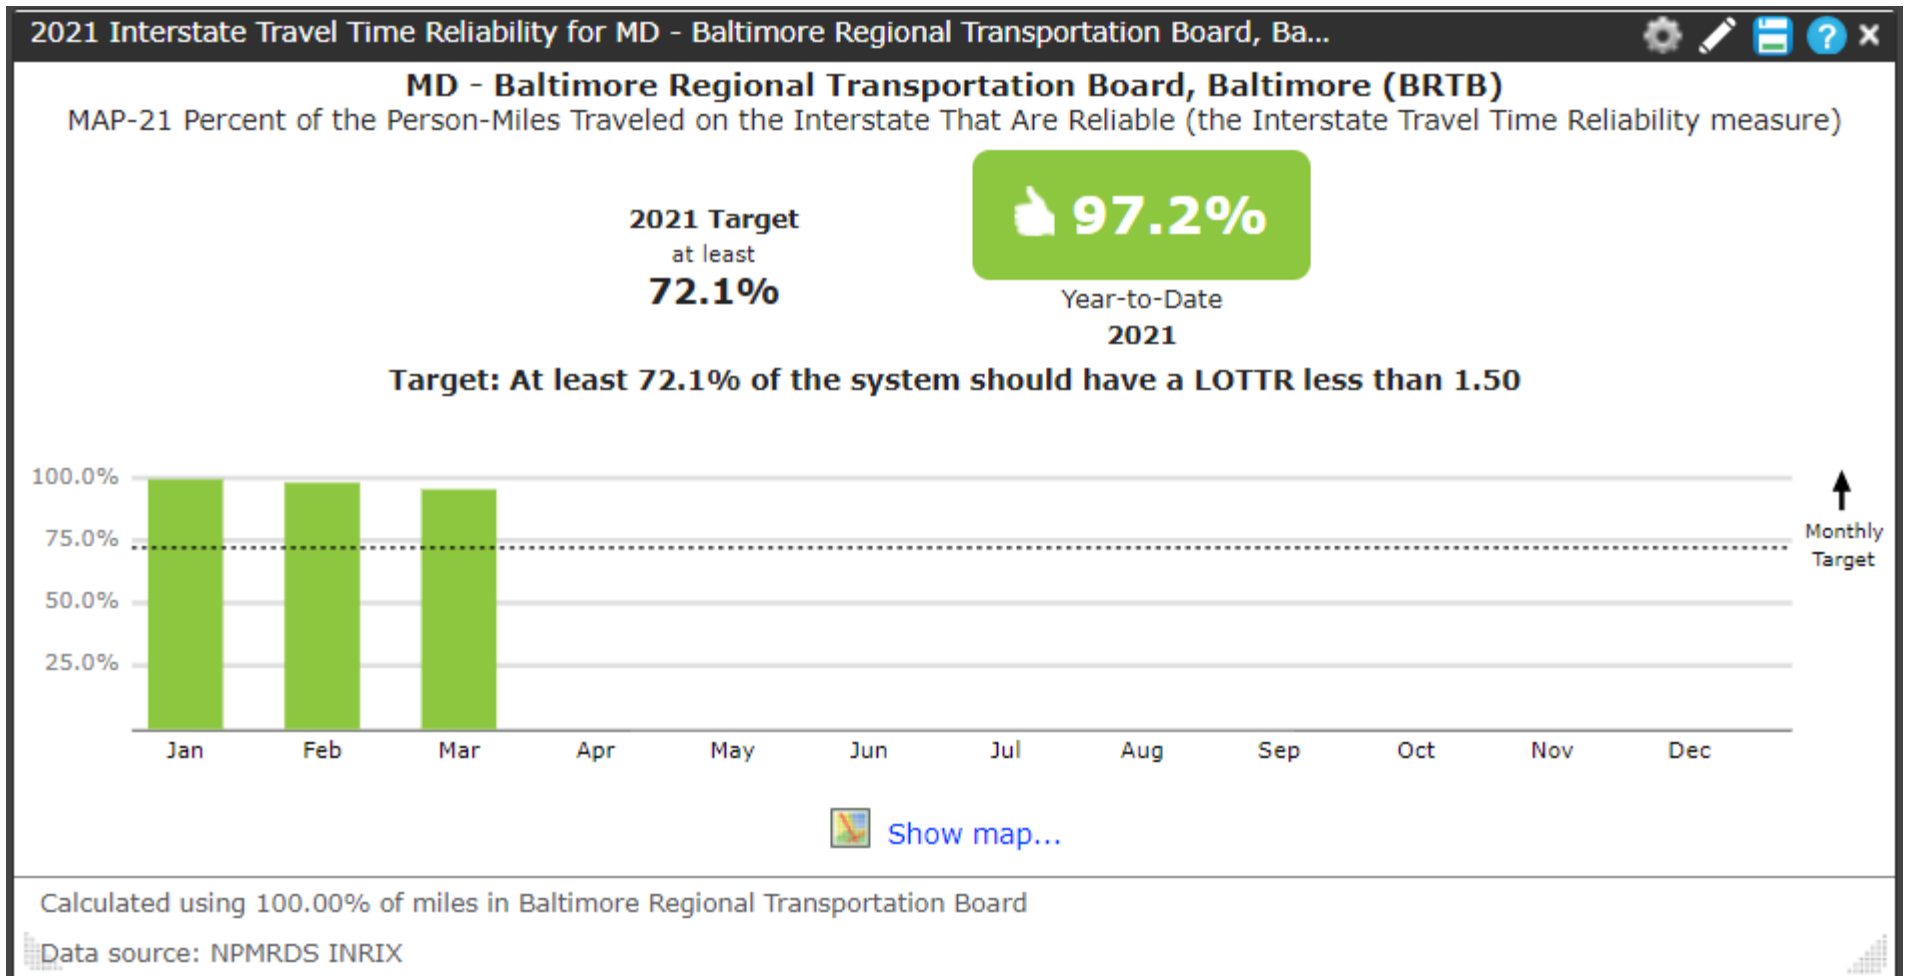 2021 Interstate Travel Time Reliability for MD - Baltimore Regional Transportation Board, Ba...
?
MD - Baltimore Regional Transportation Board, Baltimore (BRTB)
MAP-21 Percent of the Person-Miles Traveled on the Interstate That Are Reliable (the Interstate Travel Time Reliability measure)
2021 Target
at least
72.1%
97.2%
Year-to-Date
2021
Target: At least 72.1% of the system should have a LOTTR less than 1.50
100.0%
75.0%
50.0%
25.0%
Monthly
Target
Jan Feb Mar Apr May Jun Jul Aug Sep Oct Nov Dec
Show map...
Calculated using 100.00% of miles in Baltimore Regional Transportation Board
Data source: NPMRDS INRIX